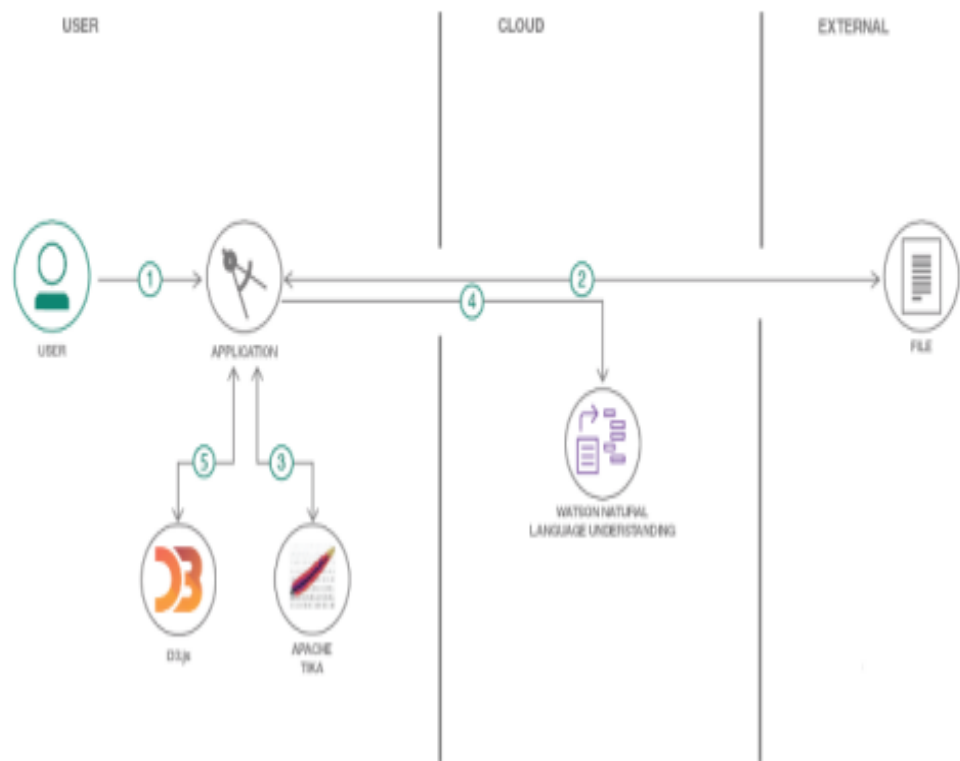 USER
CLOUD
EXTERNAL
1
2
4
USER
APPLICATION
FILE
5
3
WATSON NATURAL
LANGUAGE UNDERSTANDING
D3.js
APACHE
TIKA